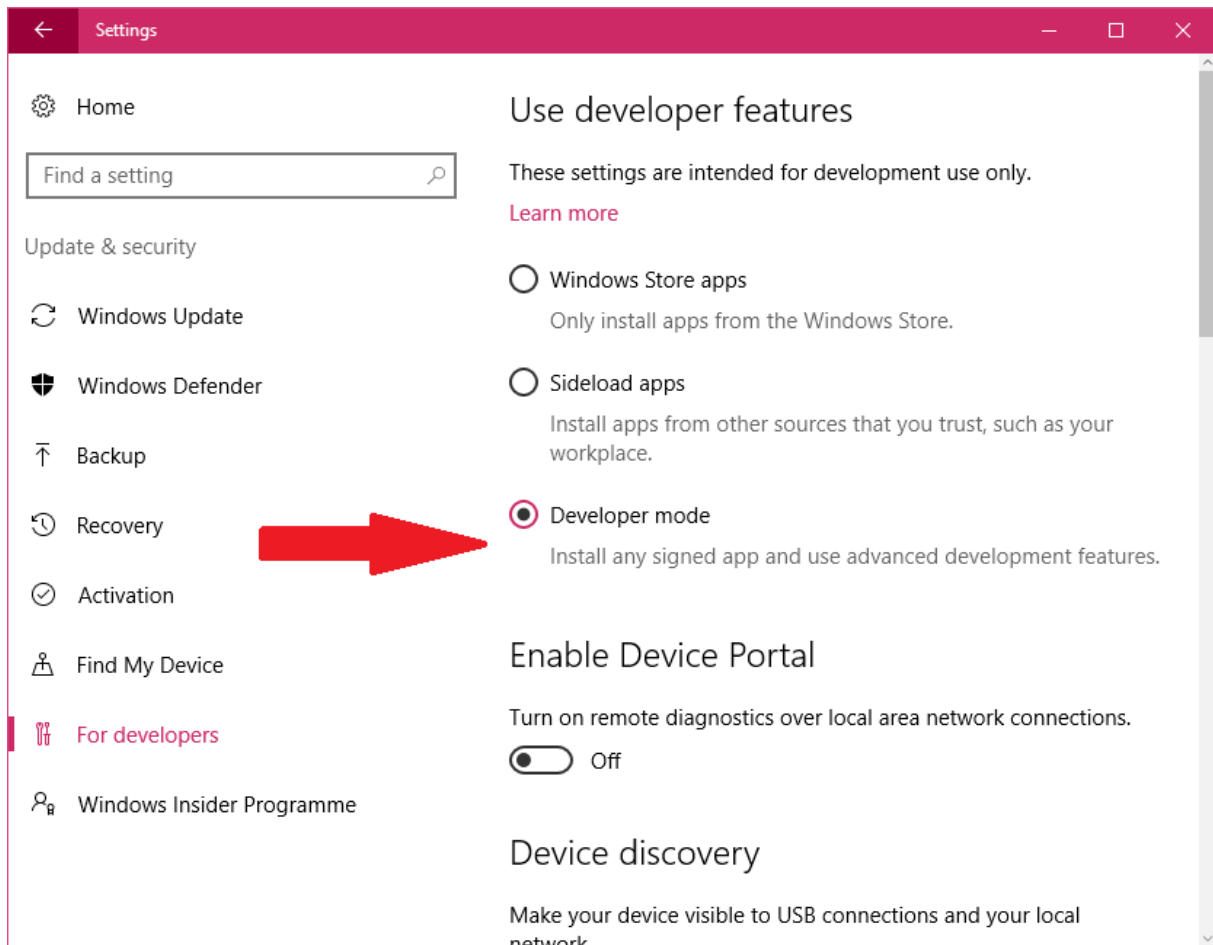 Settings
Home
Find a setting
Update & security
Windows Update
Windows Defender
Backup
Recovery
Activation
Find My Device
For developers
Windows Insider Programme
Use developer features
These settings are intended for development use only.
Learn more
Windows Store apps
Only install apps from the Windows Store.
Sideload apps
Install apps from other sources that you trust, such as your
workplace.
Developer mode
Install any signed app and use advanced development features.
Enable Device Portal
Turn on remote diagnostics over local area network connections.
Off
Device discovery
Make your device visible to USB connections and your local
network.